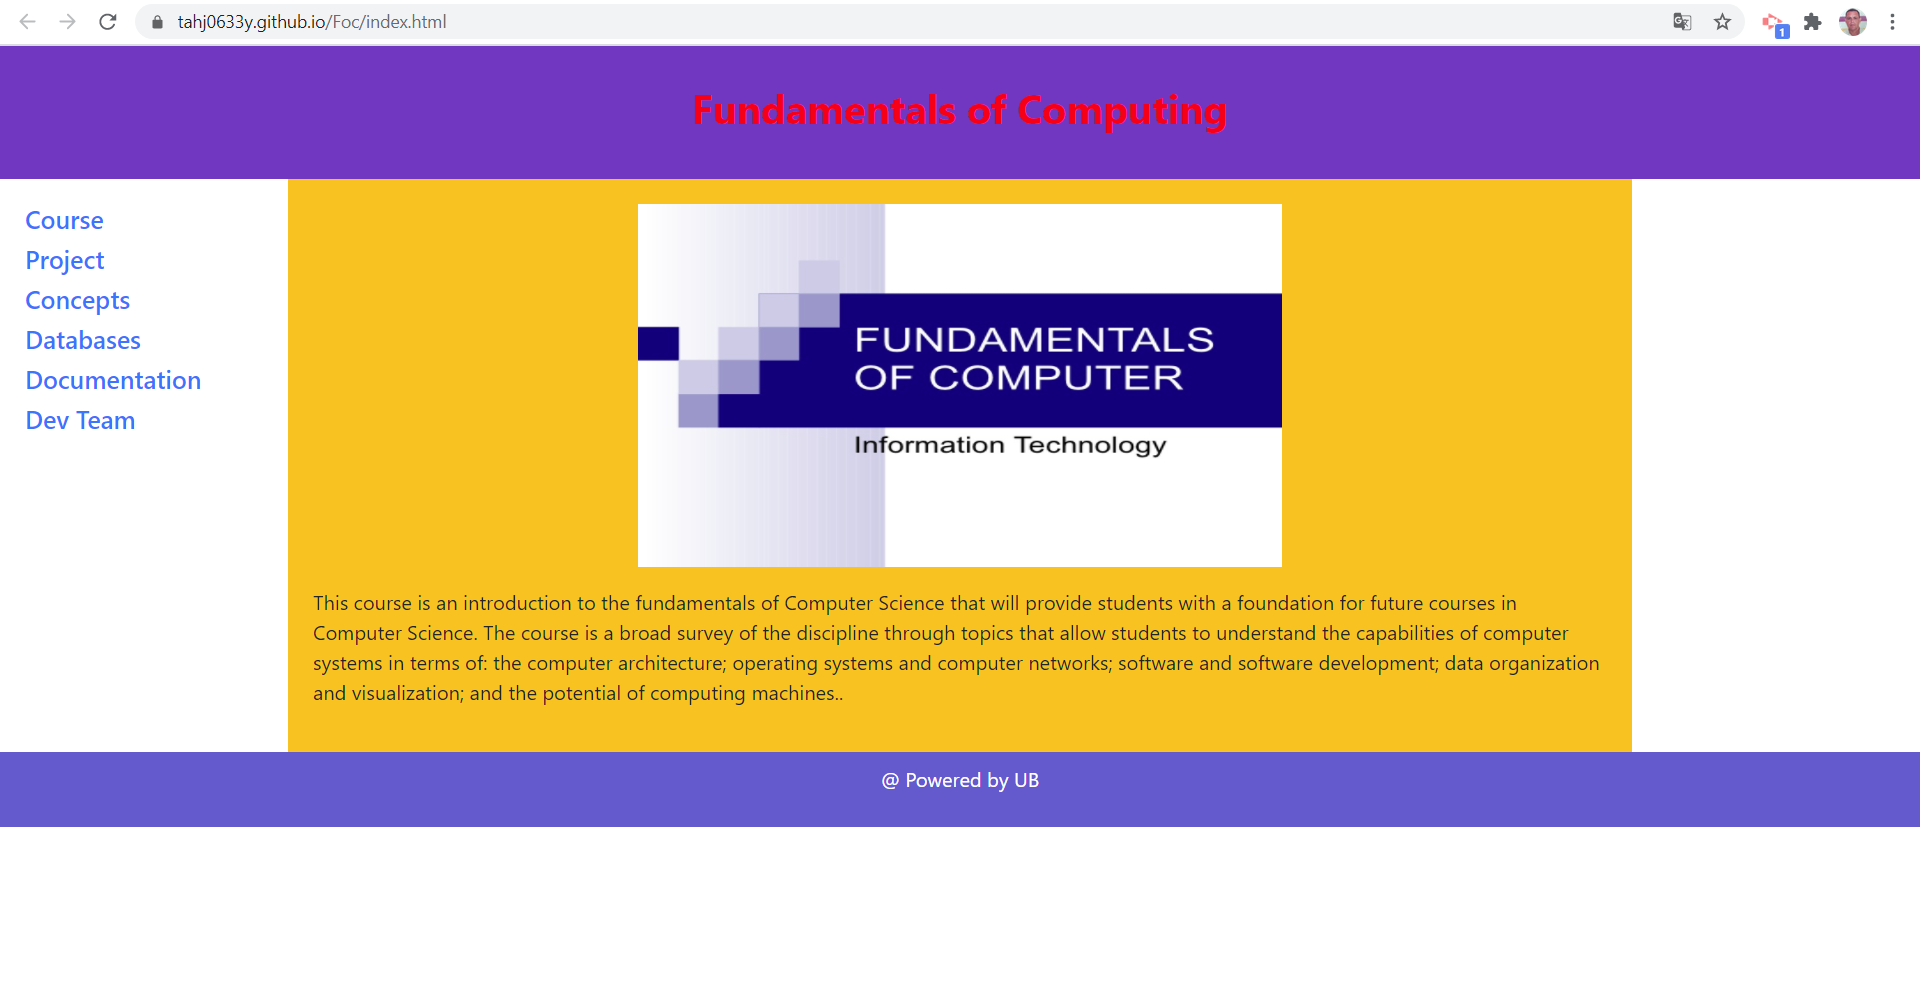 tahj0633y.github.io/Foc/index.html
1
Fundamentals of Computing
Course
Project
Concepts
Databases
Documentation
Dev Team
FUNDAMENTALS
OF COMPUTER
Information Technology
This course is an introduction to the fundamentals of Computer Science that will provide students with a foundation for future courses in
Computer Science. The course is a broad survey of the discipline through topics that allow students to understand the capabilities of computer
systems in terms of: the computer architecture; operating systems and computer networks; software and software development; data organization
and visualization; and the potential of computing machines..
@ Powered by UB